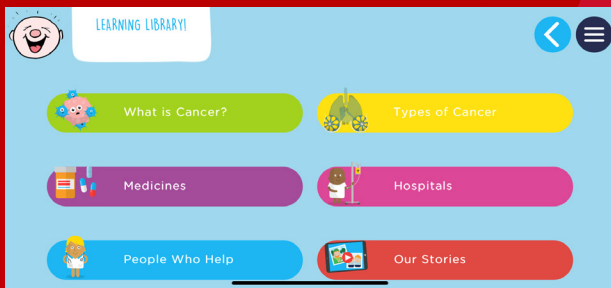 LEARNING LIBRARY!
What is Cancer?
Types of Cancer
Medicines
Hospitals
People Who Help
Our Stories